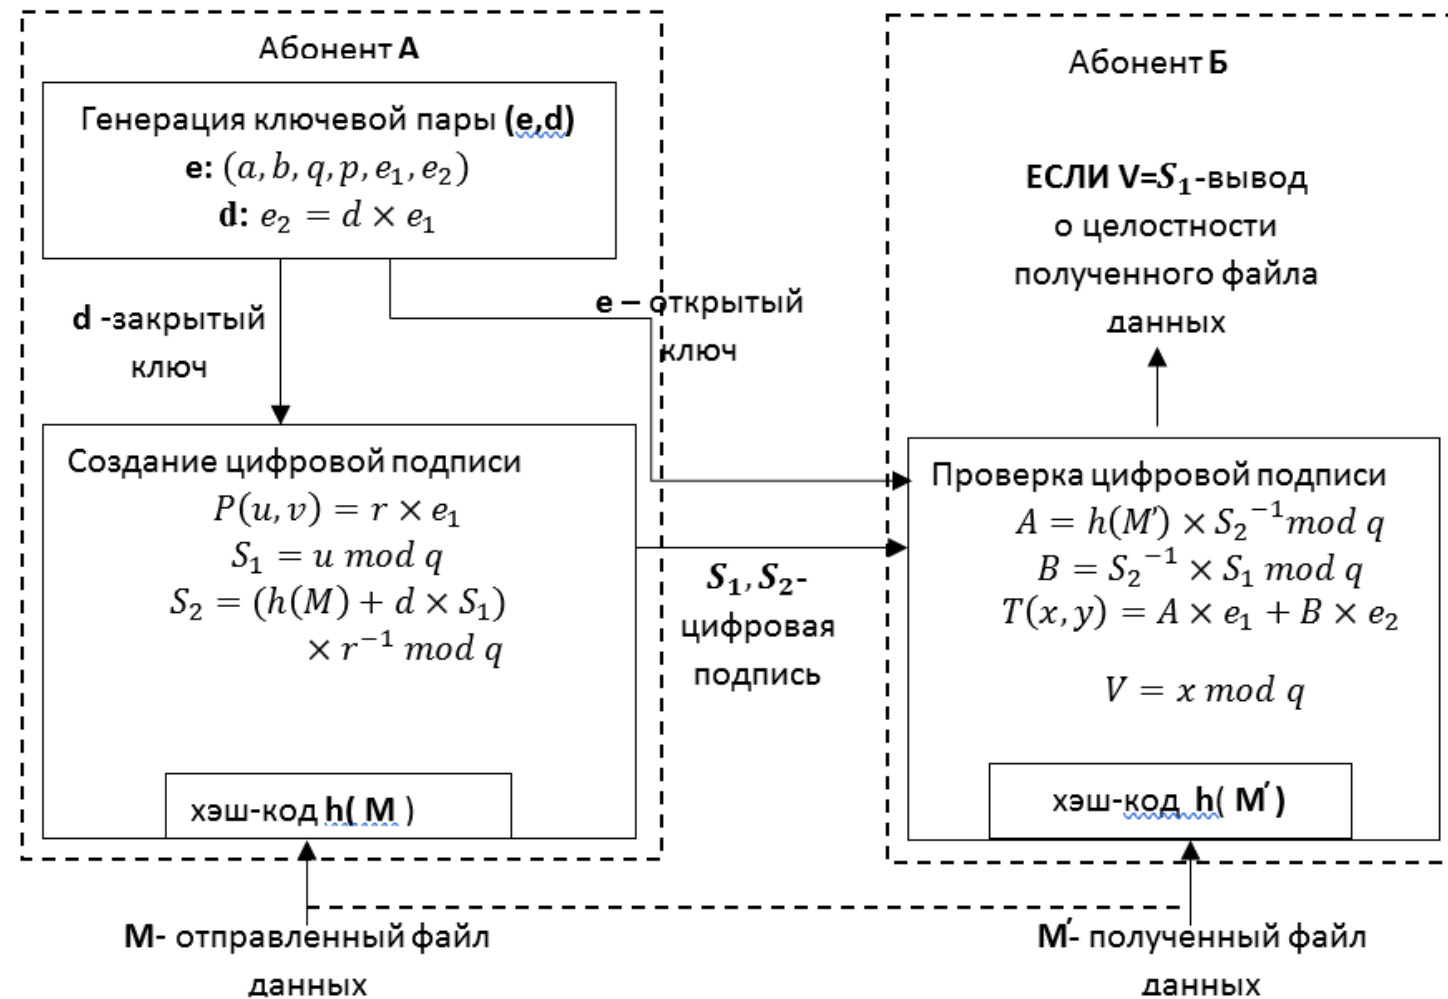 Абонент А
Генерация ключевой пары (e,d)
e: (a, b, q, p, e₁, e₂)
d: e₂ = d × e₁
d -закрытый
ключ
e – открытый
ключ
Создание цифровой подписи
P(u, v) = r × e₁
S₁ = u mod q
S₂ = (h(M) + d × S₁)
× r⁻¹ mod q
хэш-код h( M )
M- отправленный файл
данных
S₁, S₂-
цифровая
подпись
Абонент Б
ЕСЛИ V=S₁-вывод
о целостности
полученного файла
данных
Проверка цифровой подписи
A = h(M') × S₂⁻¹mod q
B = S₂⁻¹ × S₁ mod q
T(x, y) = A × e₁ + B × e₂
V = x mod q
хэш-код h( M′)
M′- полученный файл
данных